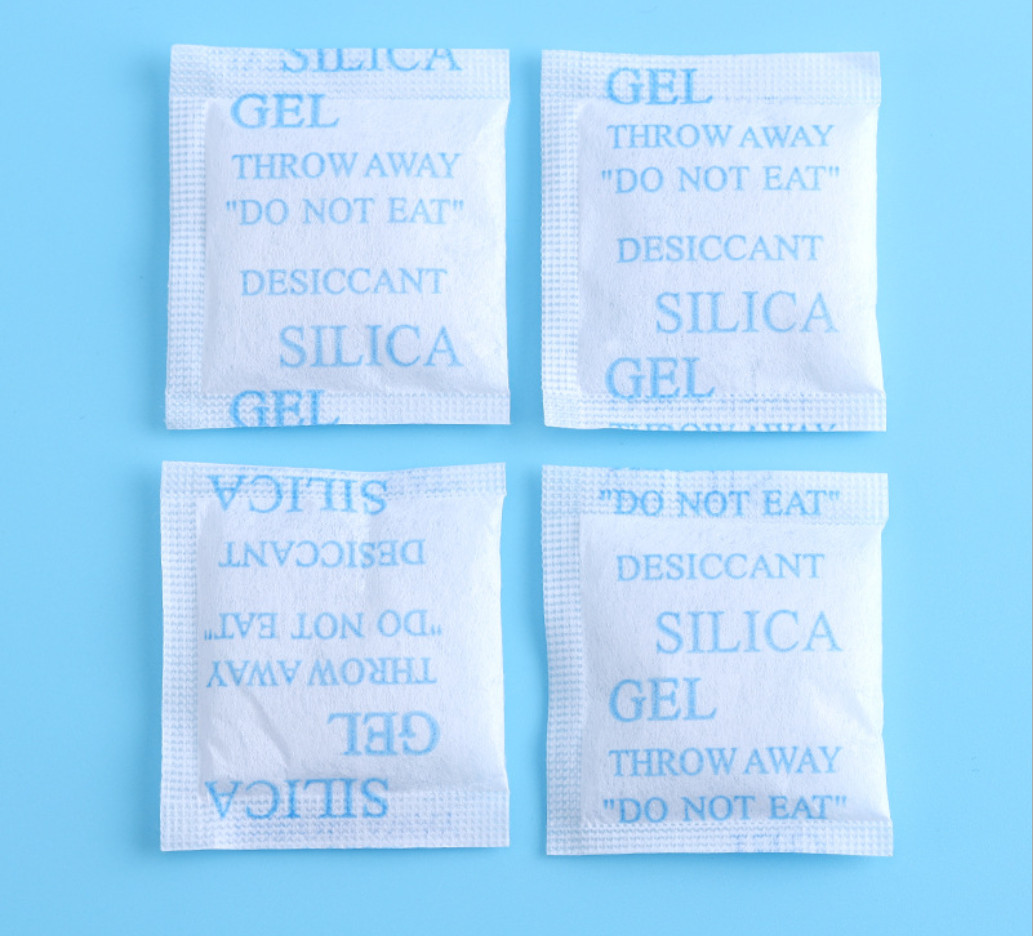 SILICA
GEL
THROW AWAY
"DO NOT EAT"
DESICCANT
SILICA
GEL
GEL
THROW AWAY
"DO NOT EAT"
DESICCANT
SILICA
GEL
THROW AWAY
SILICA
GEL
THROW AWAY
"DO NOT EAT"
DESICCANT
SILICA
"DO NOT EAT"
DESICCANT
SILICA
GEL
THROW AWAY
"DO NOT EAT"